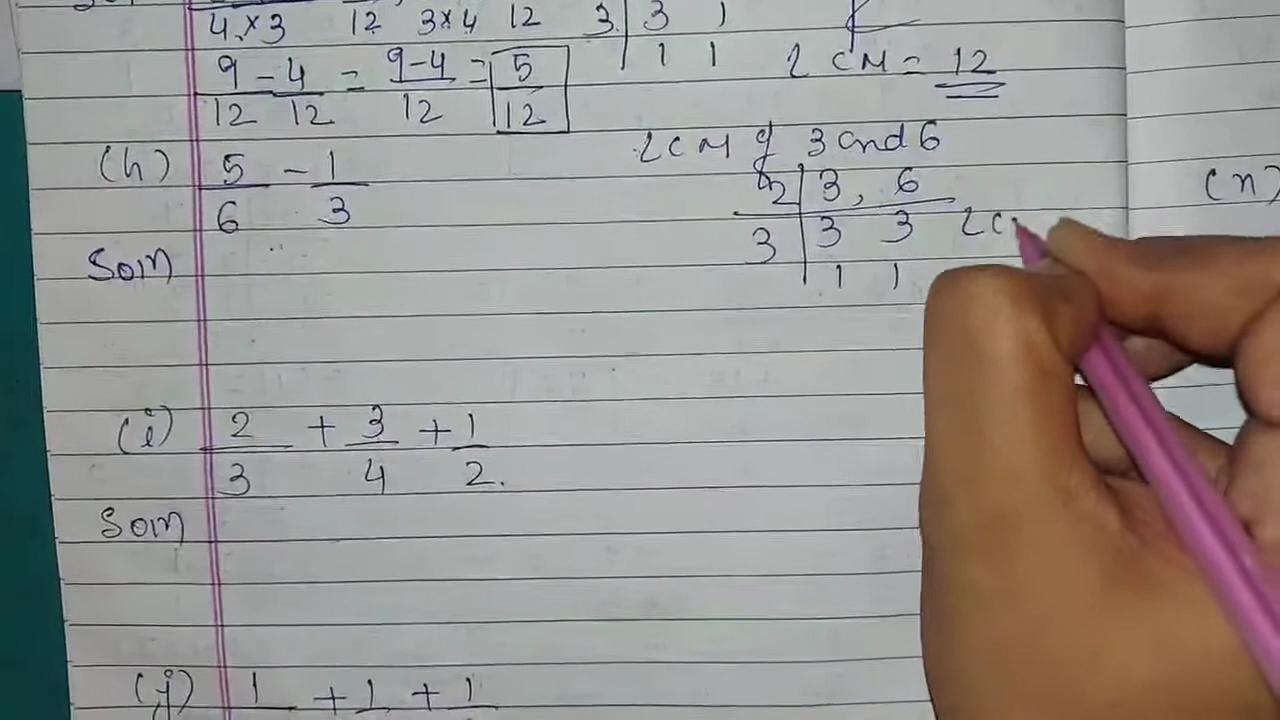 4×3 12 3×4 12 3 | 3 1
9/12 - 4/12 = 9-4/12 = 5/12 1 1 LCM = 12
LCM of 3 and 6
(h) 5/6 - 1/3 2 | 3, 6 (n)
3 | 3 3 LC
Soln 1 1
(i) 2/3 + 3/4 + 1/2.
Soln
(j) 1 + 1 + 1